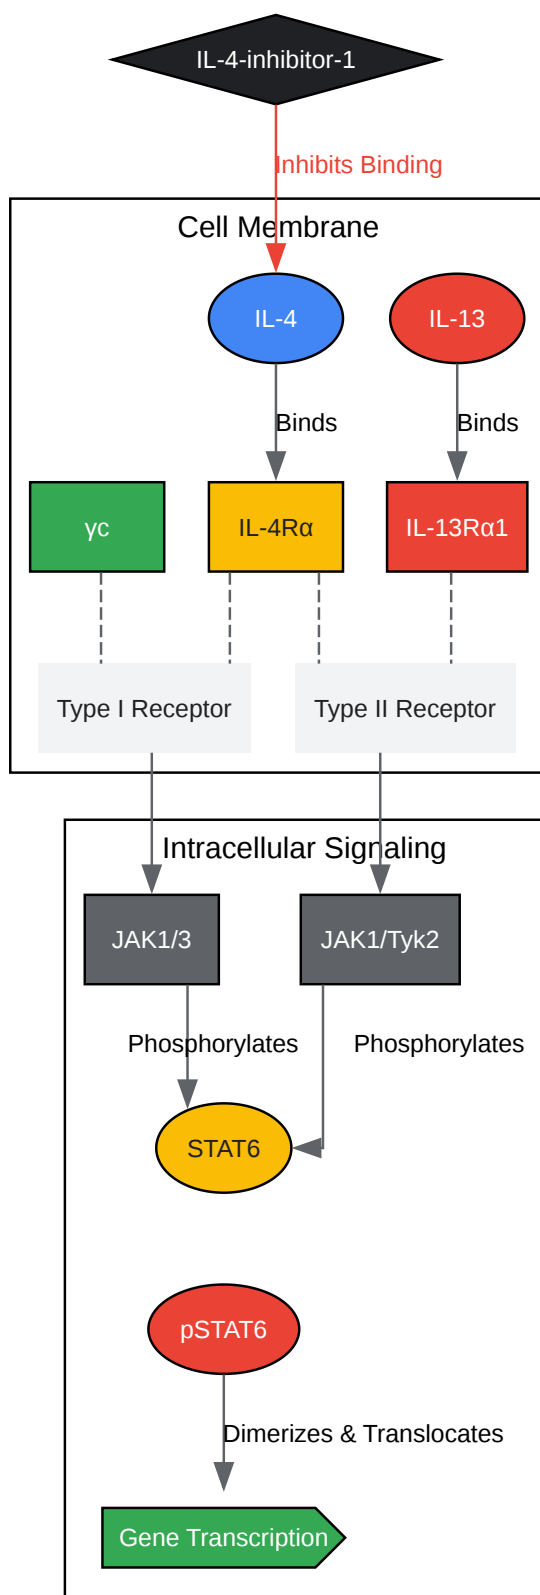 IL-4-inhibitor-1
Inhibits Binding
Cell Membrane
IL-4
IL-13
Binds
Binds
γc
IL-4Rα
IL-13Rα1
Type I Receptor
Type II Receptor
Intracellular Signaling
JAK1/3
JAK1/Tyk2
Phosphorylates
Phosphorylates
STAT6
pSTAT6
Dimerizes & Translocates
Gene Transcription